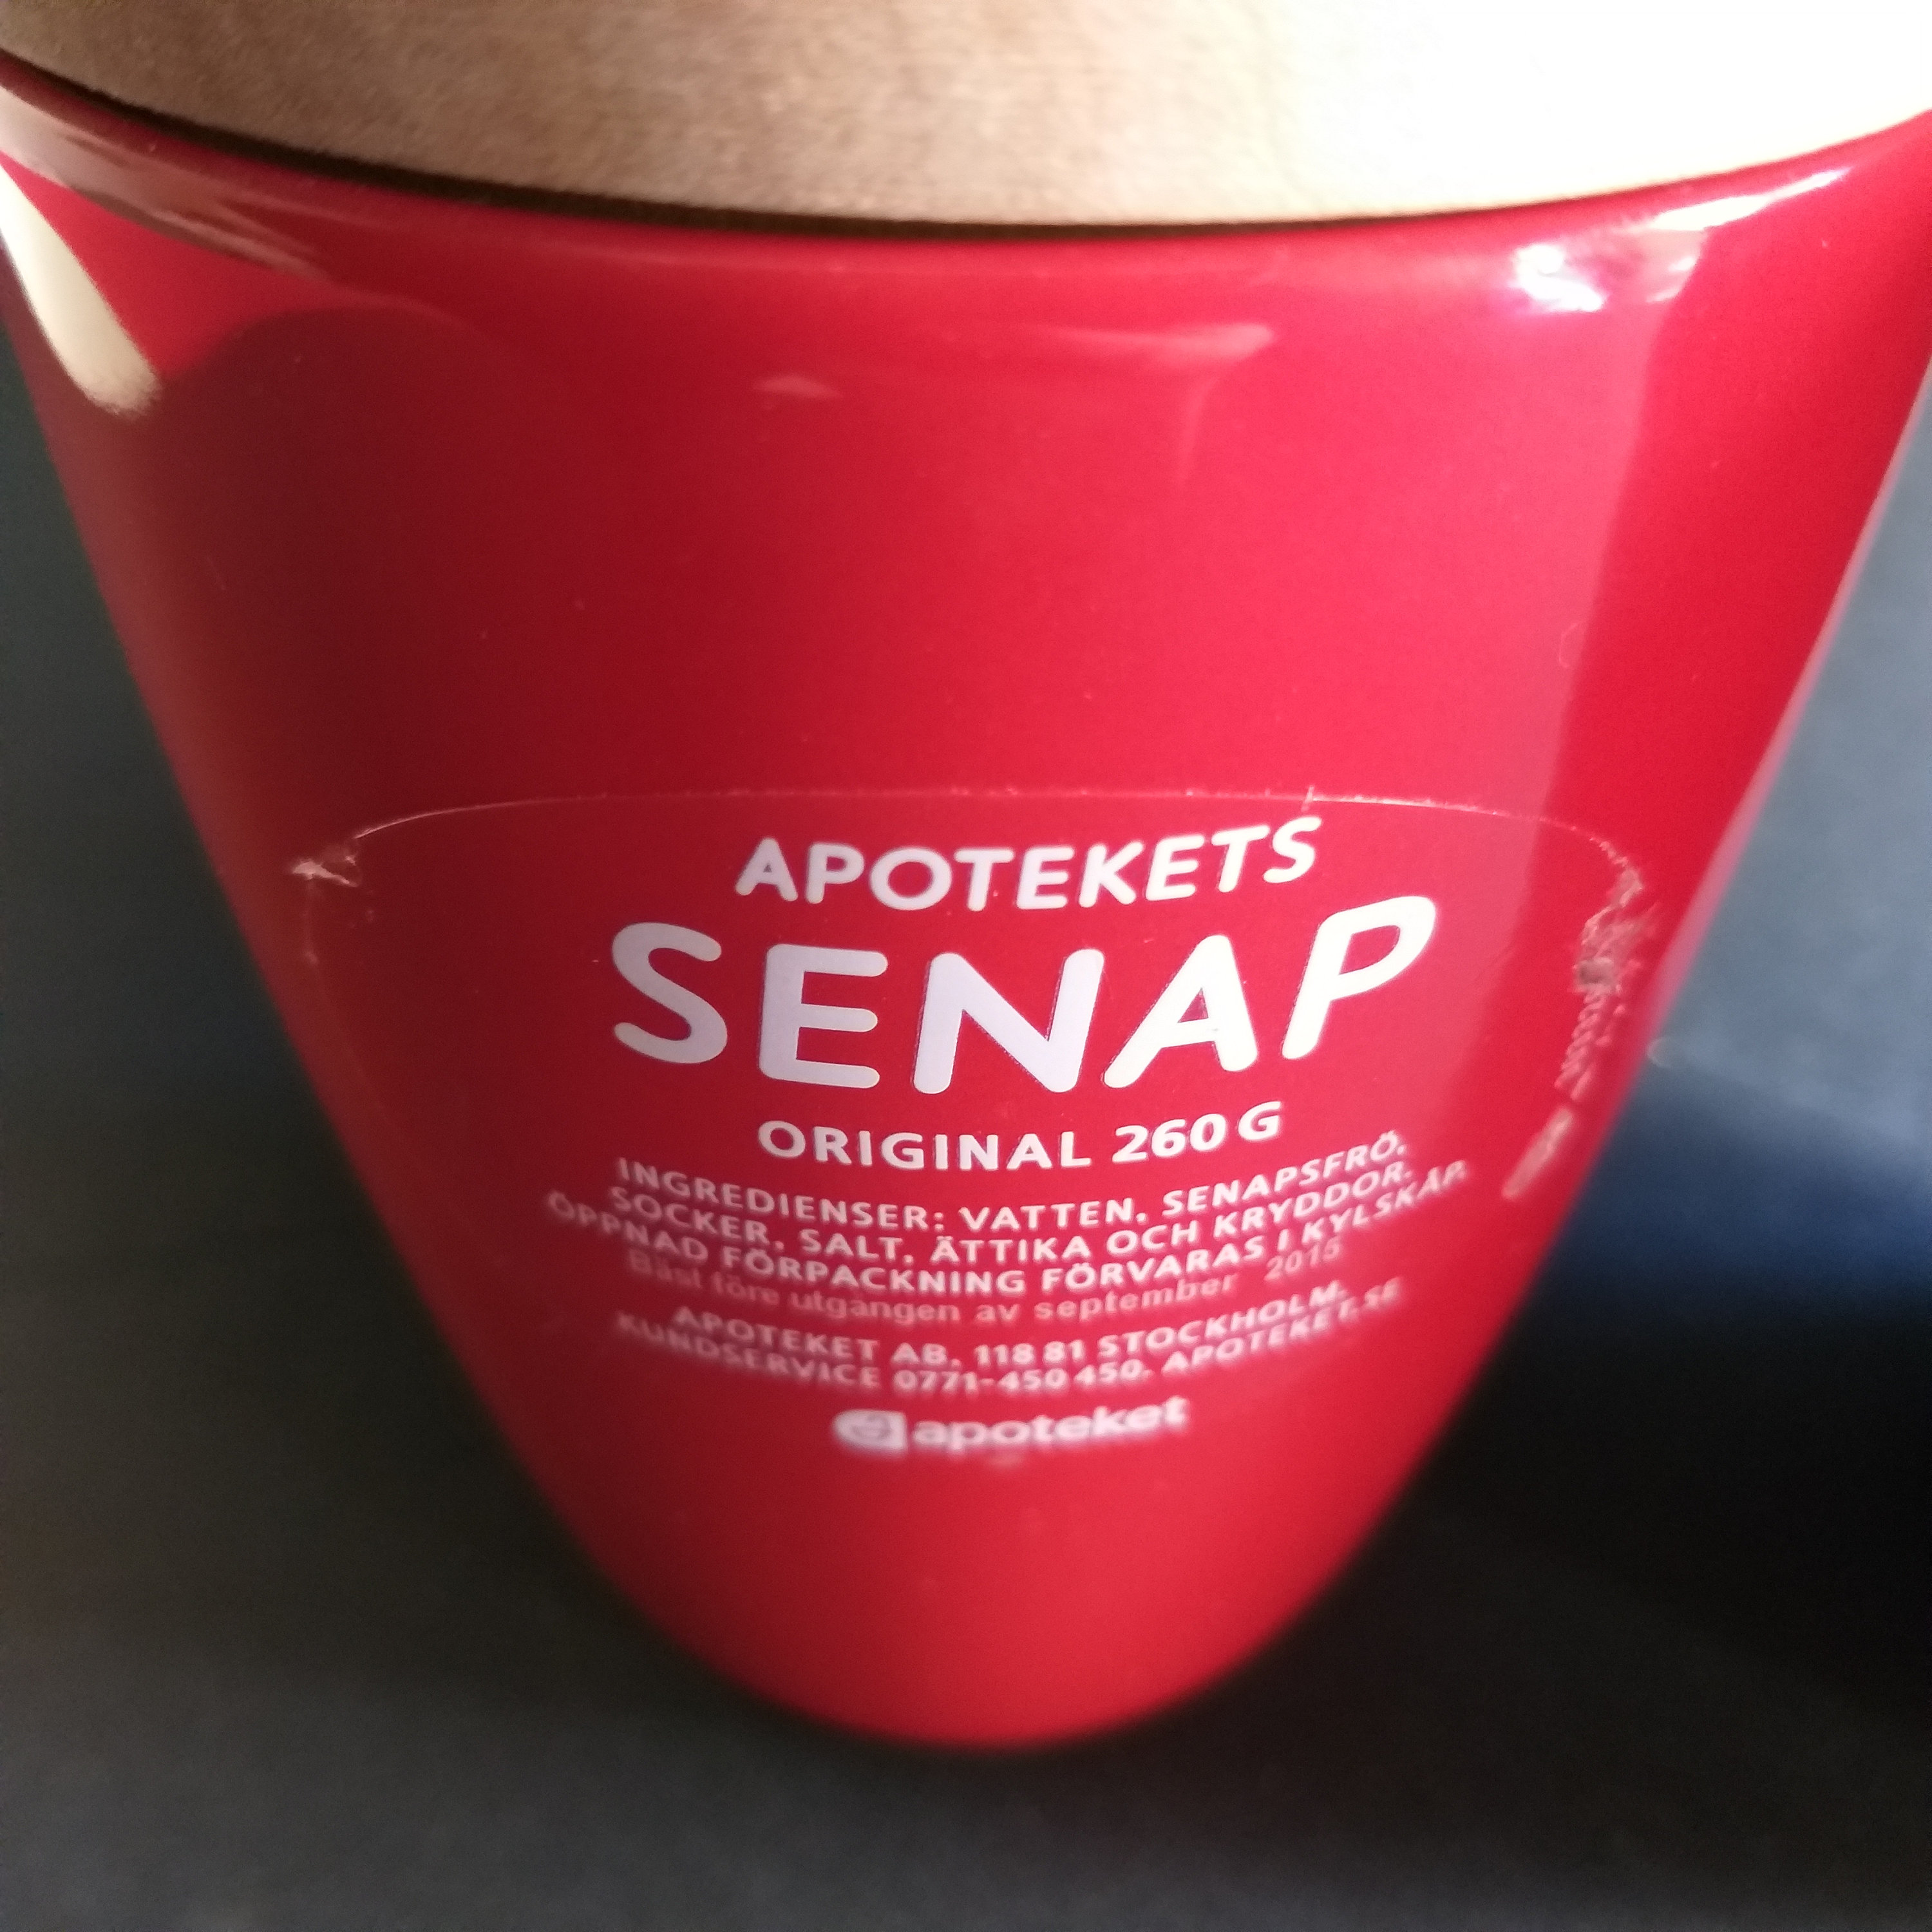 APOTEKETS
SENAP
ORIGINAL 260 G
INGREDIENSER: VATTEN, SENAPSFRÖ,
SOCKER, SALT, ÄTTIKA OCH KRYDDOR.
ÖPPNAD FÖRPACKNING FÖRVARAS I KYLSKÅP.
Bäst före utgången av september 2015
APOTEKET AB, 118 81 STOCKHOLM.
KUNDSERVICE 0771-450 450. APOTEKET.SE
apoteket